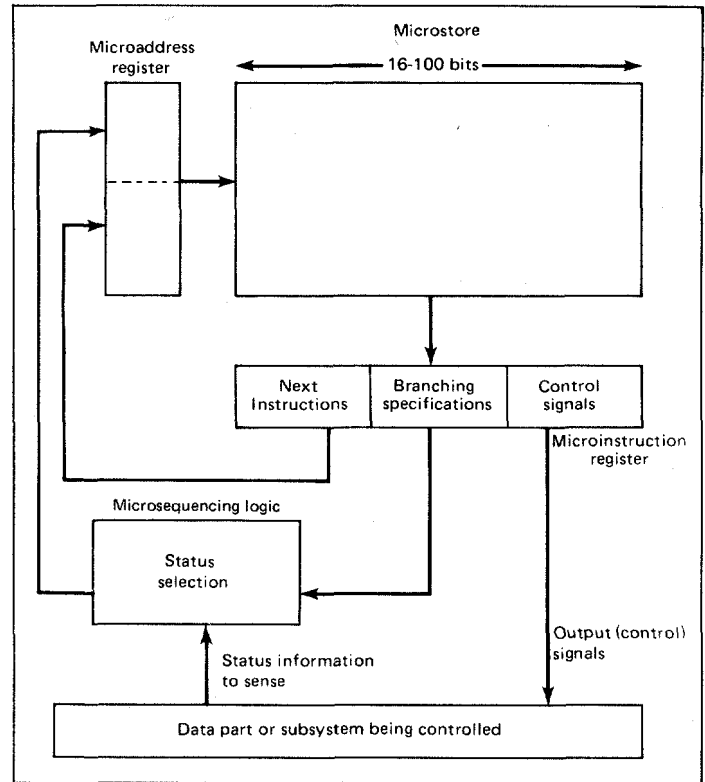 Microstore
Microaddress
register
16-100 bits
Next
Instructions
Branching
specifications
Control
signals
Microinstruction
register
Microsequencing logic
Status
selection
Output (control)
signals
Status information
to sense
Data part or subsystem being controlled